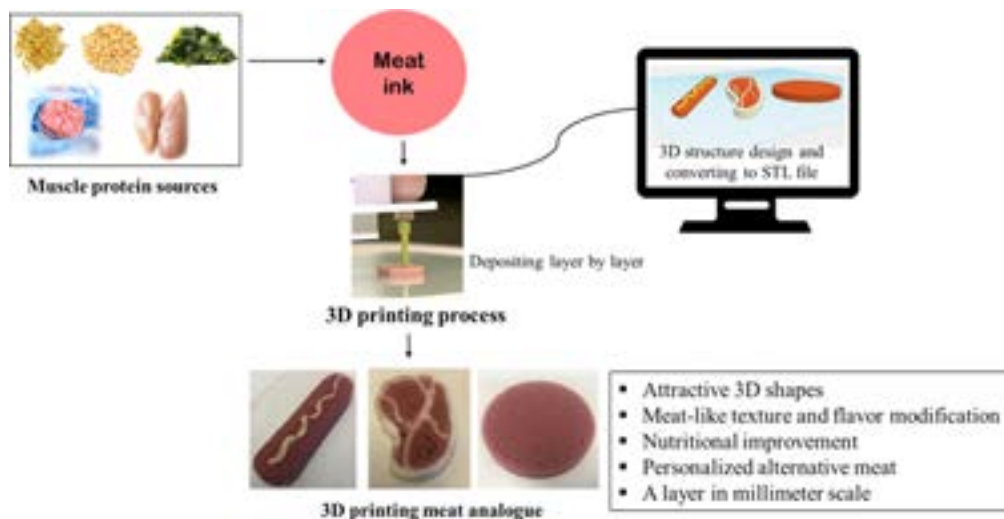 Meat
ink
Muscle protein sources
3D structure design and
converting to STL file
Depositing layer by layer
3D printing process
▪ Attractive 3D shapes
▪ Meat-like texture and flavor modification
▪ Nutritional improvement
▪ Personalized alternative meat
▪ A layer in millimeter scale
3D printing meat analogue